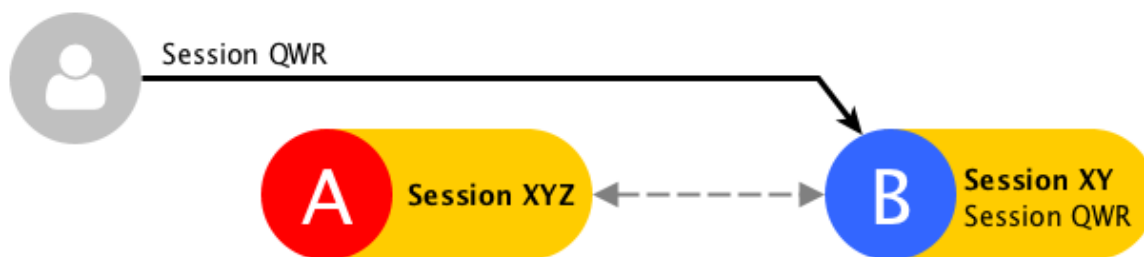 Session QWR
A
Session XYZ
B
Session XY
Session QWR